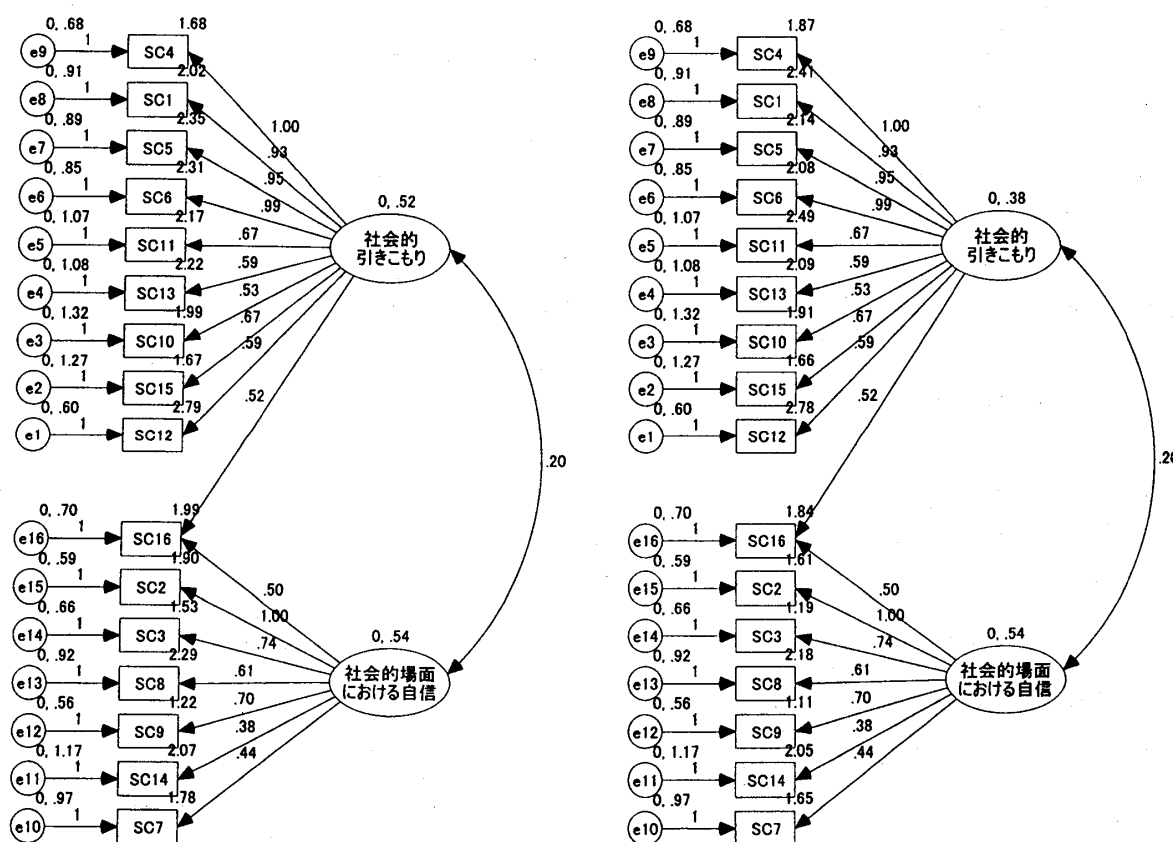 0, .68
1.68
e9
1
SC4
0, .91
2.02
e8
1
SC1
0, .89
2.35
e7
1
SC5
0, .85
2.31
e6
1
SC6
0, 1.07
2.17
e5
1
SC11
0, 1.08
2.22
e4
1
SC13
0, 1.32
1.99
e3
1
SC10
0, 1.27
1.67
e2
1
SC15
0, .60
2.79
e1
1
SC12
1.00
.93
.95
.99
.67
.59
.53
.67
.59
.52
0, .52
社会的
引きこもり
.20
0, .70
1.99
e16
1
SC16
0, .59
1.90
e15
1
SC2
0, .66
1.53
e14
1
SC3
0, .92
2.29
e13
1
SC8
0, .56
1.22
e12
1
SC9
0, 1.17
2.07
e11
1
SC14
0, .97
1.78
e10
1
SC7
.50
1.00
.74
.61
.70
.38
.44
0, .54
社会的場面
における自信
0, .68
1.87
e9
1
SC4
0, .91
2.41
e8
1
SC1
0, .89
2.14
e7
1
SC5
0, .85
2.08
e6
1
SC6
0, 1.07
2.49
e5
1
SC11
0, 1.08
2.09
e4
1
SC13
0, 1.32
1.91
e3
1
SC10
0, 1.27
1.66
e2
1
SC15
0, .60
2.78
e1
1
SC12
1.00
.93
.95
.99
.67
.59
.53
.67
.59
.52
0, .38
社会的
引きこもり
.20
0, .70
1.84
e16
1
SC16
0, .59
1.61
e15
1
SC2
0, .66
1.19
e14
1
SC3
0, .92
2.18
e13
1
SC8
0, .56
1.11
e12
1
SC9
0, 1.17
2.05
e11
1
SC14
0, .97
1.65
e10
1
SC7
.50
1.00
.74
.61
.70
.38
.44
0, .54
社会的場面
における自信